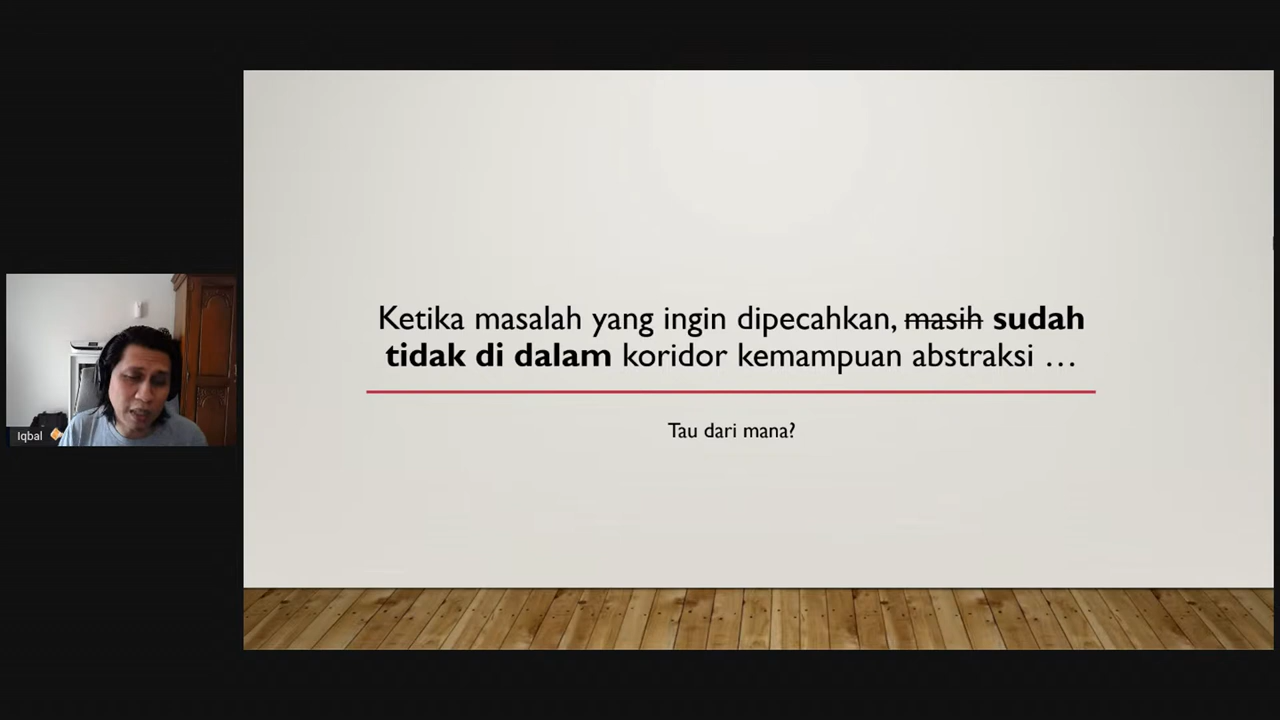 Ketika masalah yang ingin dipecahkan, masih sudah
tidak di dalam koridor kemampuan abstraksi …
Tau dari mana?
Iqbal